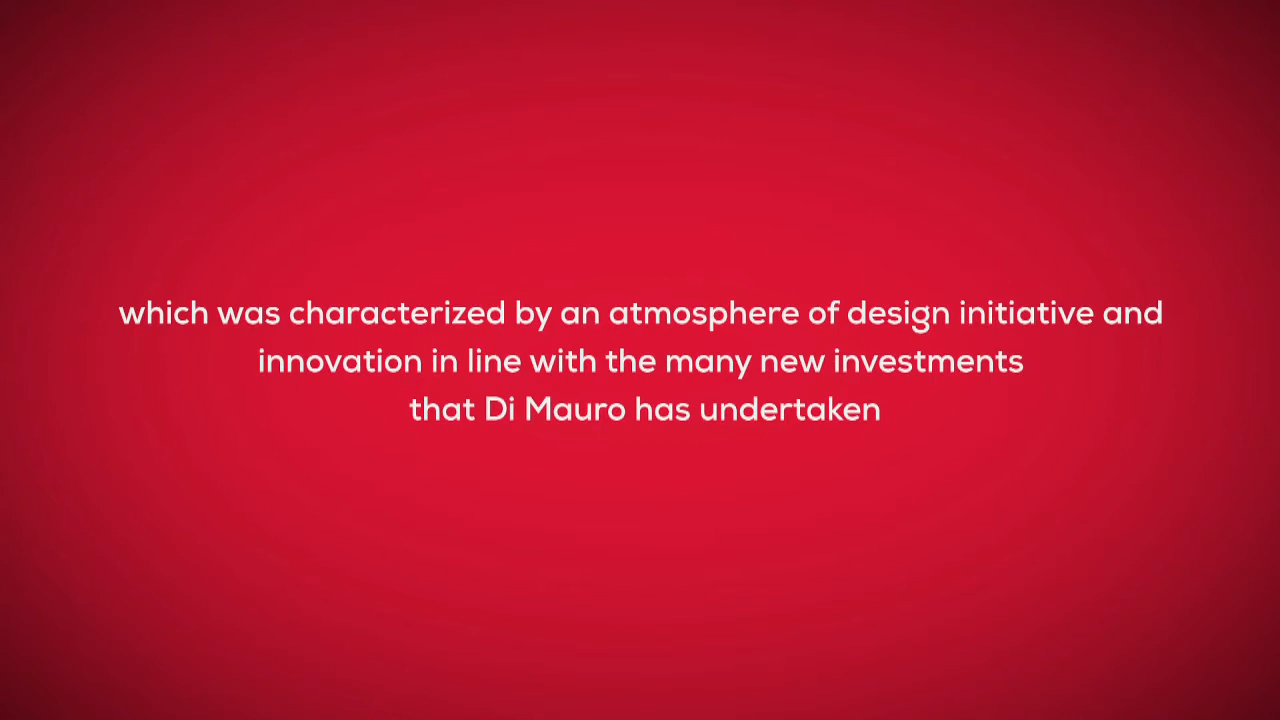 which was characterized by an atmosphere of design initiative and
innovation in line with the many new investments
that Di Mauro has undertaken